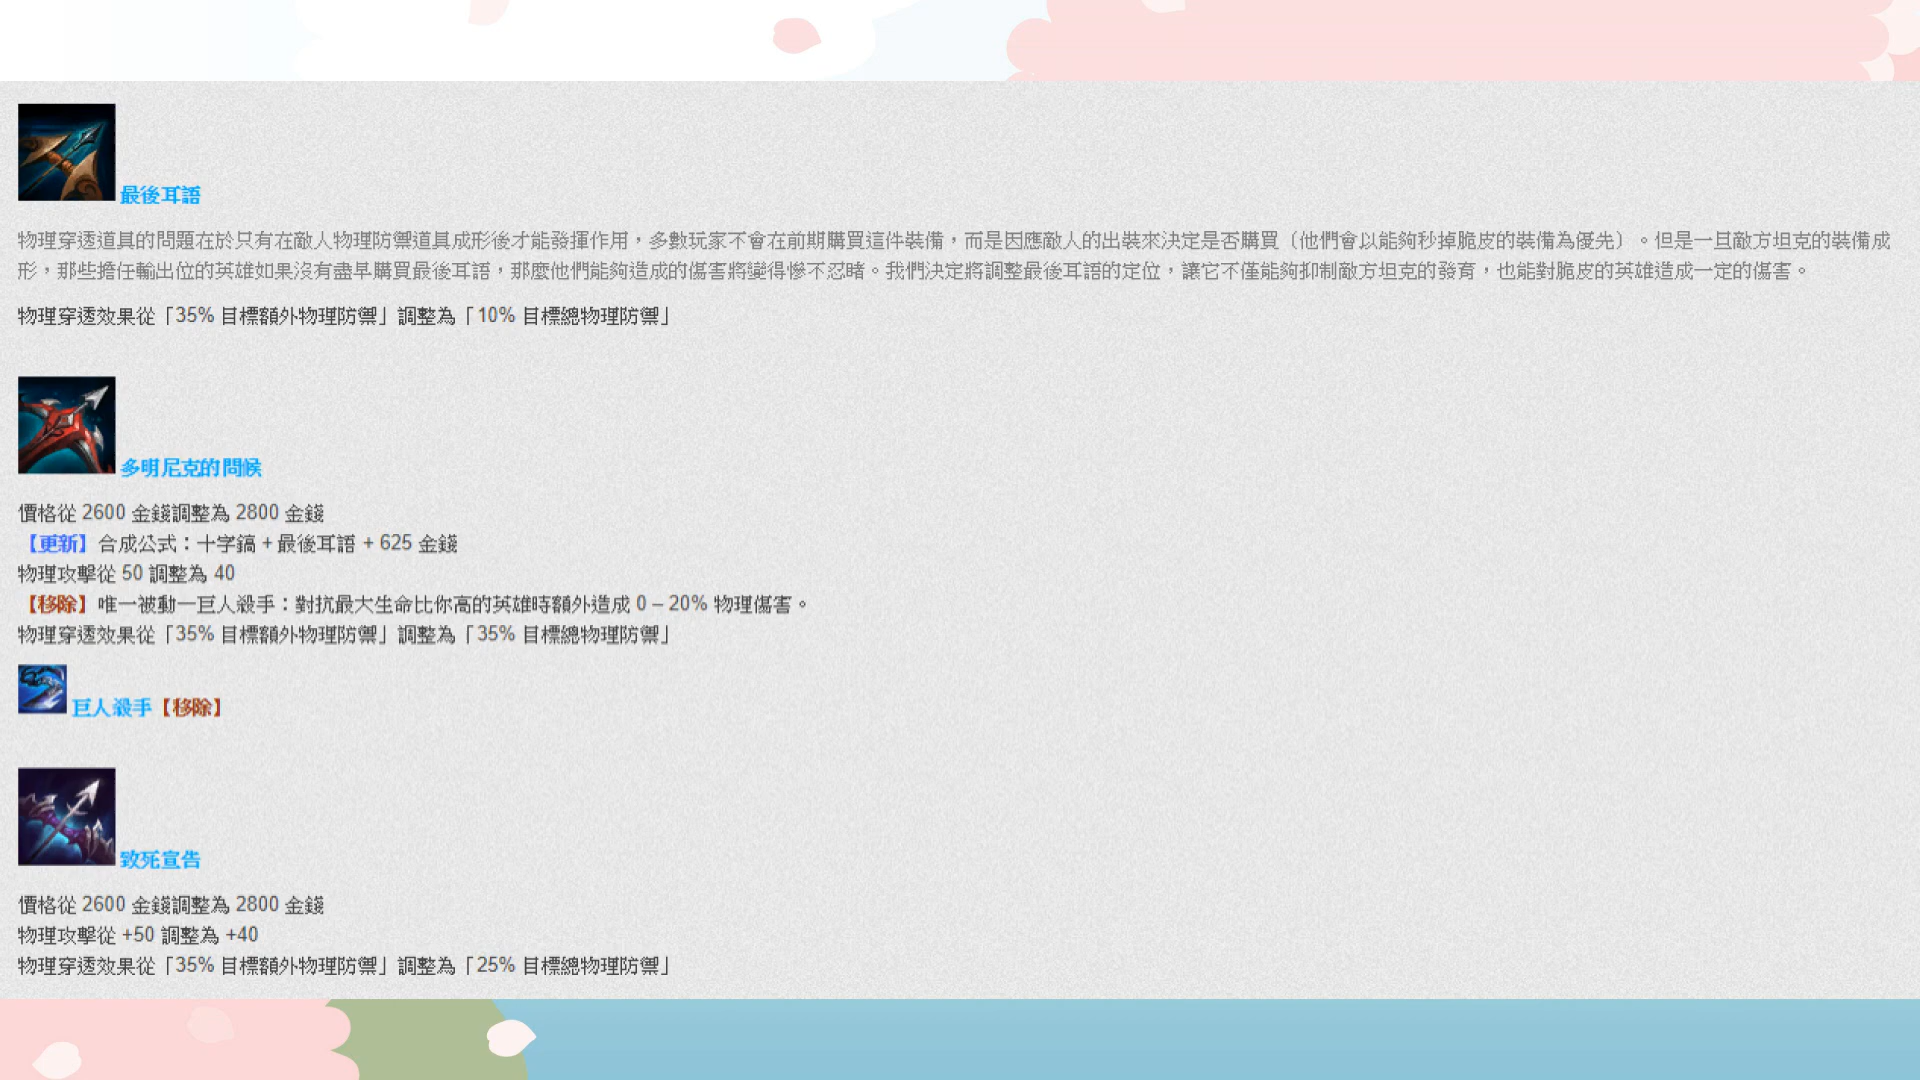 最後耳語
物理穿透道具的問題在於只有在敵人物理防禦道具成形後才能發揮作用，多數玩家不會在前期購買這件裝備，而是因應敵人的出裝來決定是否購買（他們會以能夠秒掉脆皮的裝備為優先）。但是一旦敵方坦克的裝備成
形，那些擔任輸出位的英雄如果沒有盡早購買最後耳語，那麼他們能夠造成的傷害將變得慘不忍睹。我們決定將調整最後耳語的定位，讓它不僅能夠抑制敵方坦克的發育，也能對脆皮的英雄造成一定的傷害。
物理穿透效果從「35% 目標額外物理防禦」調整為「10% 目標總物理防禦」
多明尼克的問候
價格從 2600 金錢調整為 2800 金錢
【更新】合成公式：十字鎬 + 最後耳語 + 625 金錢
物理攻擊從 50 調整為 40
【移除】唯一被動—巨人殺手：對抗最大生命比你高的英雄時額外造成 0 – 20% 物理傷害。
物理穿透效果從「35% 目標額外物理防禦」調整為「35% 目標總物理防禦」
巨人殺手【移除】
致死宣告
價格從 2600 金錢調整為 2800 金錢
物理攻擊從 +50 調整為 +40
物理穿透效果從「35% 目標額外物理防禦」調整為「25% 目標總物理防禦」